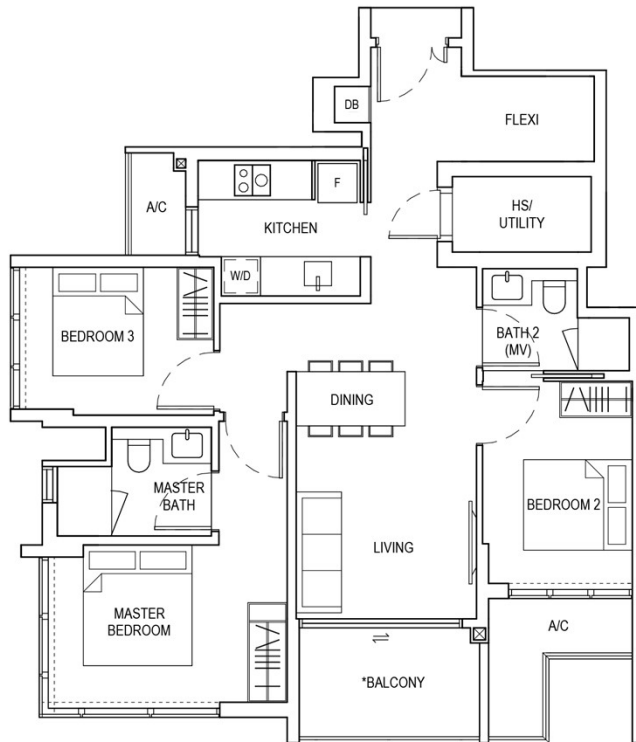 DB
FLEXI
A/C
F
HS/
UTILITY
KITCHEN
W/D
BEDROOM 3
BATH 2
(MV)
DINING
MASTER
BATH
BEDROOM 2
LIVING
MASTER
BEDROOM
A/C
*BALCONY